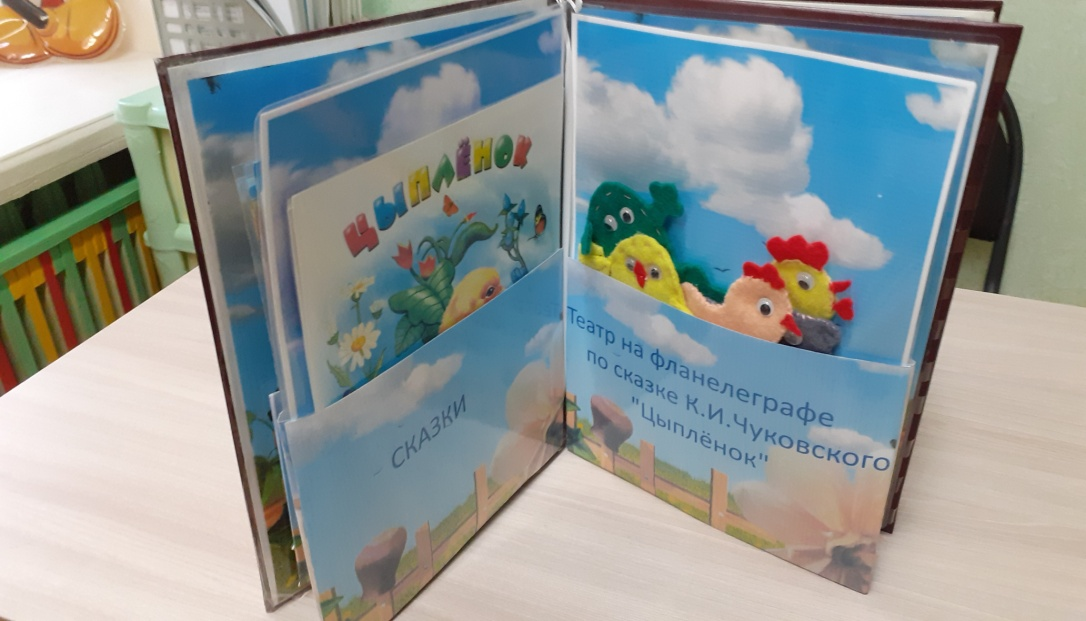 ЦЫПЛЁНОК
СКАЗКИ
Театр на фланелеграфе
по сказке К.И.Чуковского
"Цыплёнок"